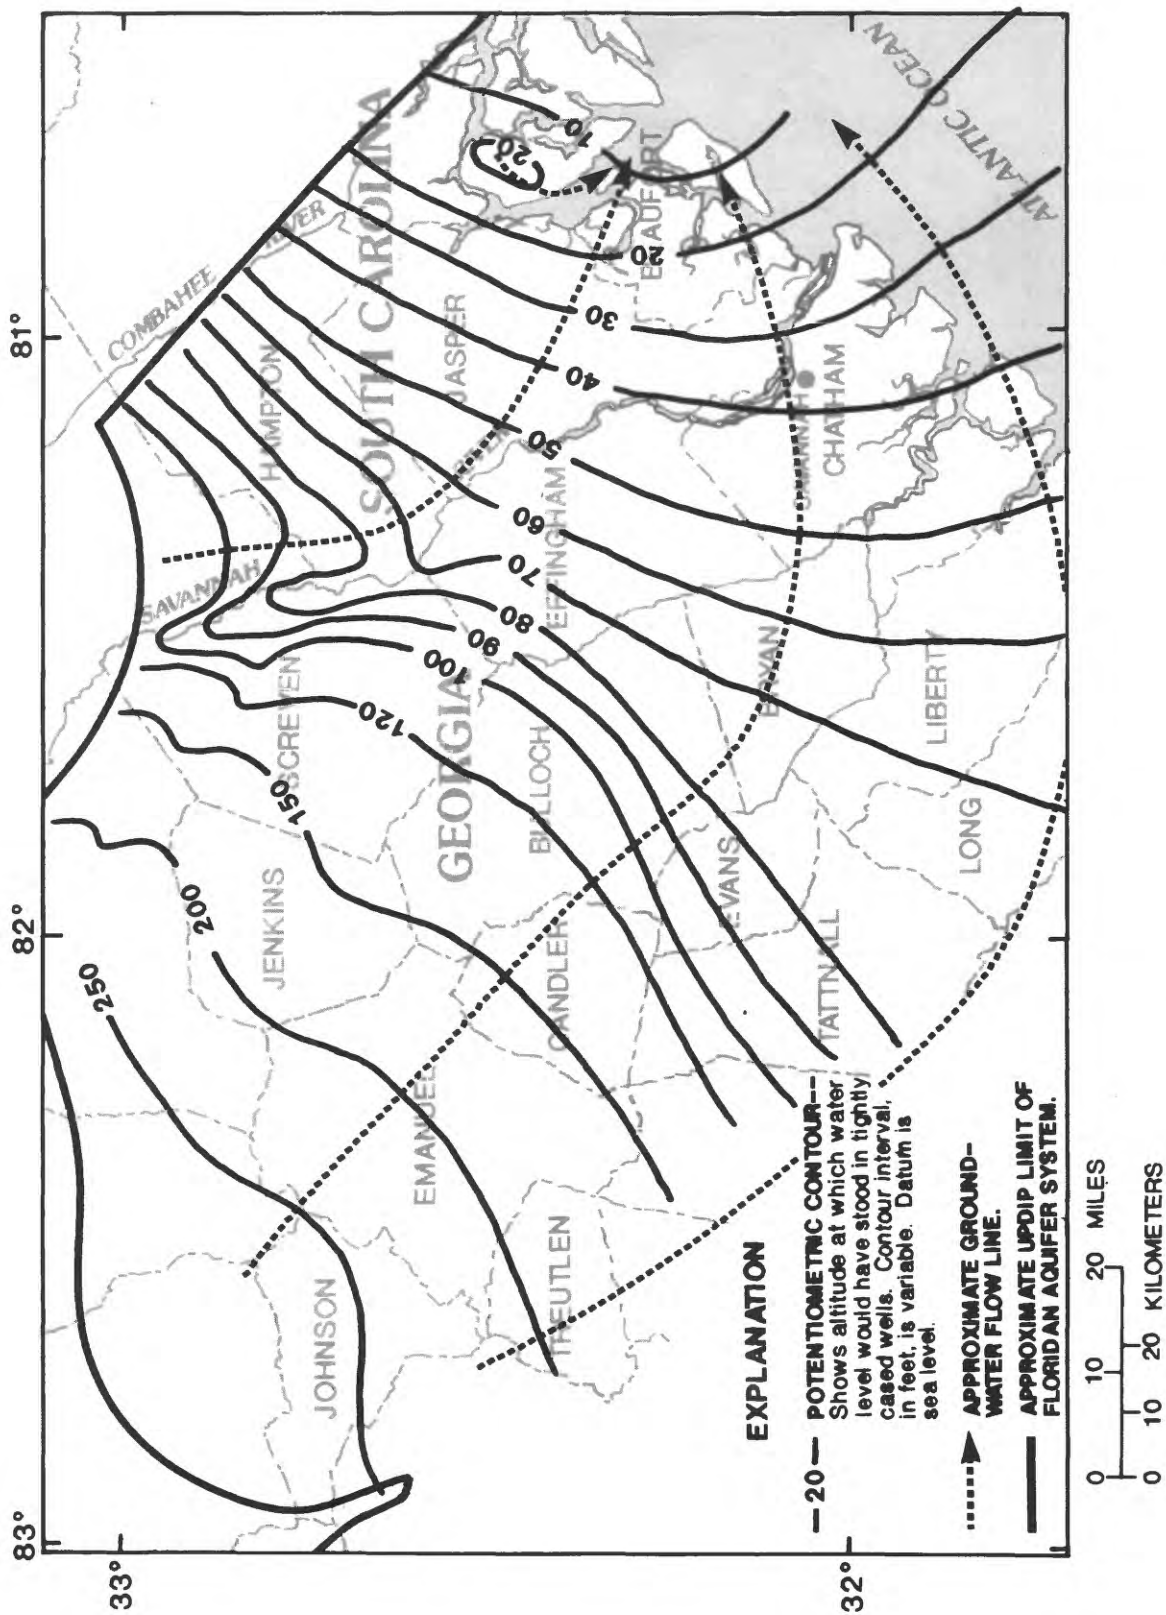 83°
82°
81°
33°
32°
COMBAHEE
RIVER
SAVANNAH
SOUTH CAROLINA
GEORGIA
ATLANTIC OCEAN
HAMPTON
JASPER
BEAUFORT
SCREVEN
EFFINGHAM
JENKINS
BULLOCH
CANDLER
EMANUEL
JOHNSON
TREUTLEN
EVANS
TATTNALL
BRYAN
SAVANNAH
CHATHAM
LIBERTY
LONG
250
200
150
120
100
90
80
70
60
50
40
30
20
10
20
EXPLANATION
—20— POTENTIOMETRIC CONTOUR--
Shows altitude at which water
level would have stood in tightly
cased wells. Contour interval,
in feet, is variable. Datum is
sea level.
APPROXIMATE GROUND-
WATER FLOW LINE.
APPROXIMATE UPDIP LIMIT OF
FLORIDAN AQUIFER SYSTEM.
0 10 20 MILES
0 10 20 KILOMETERS